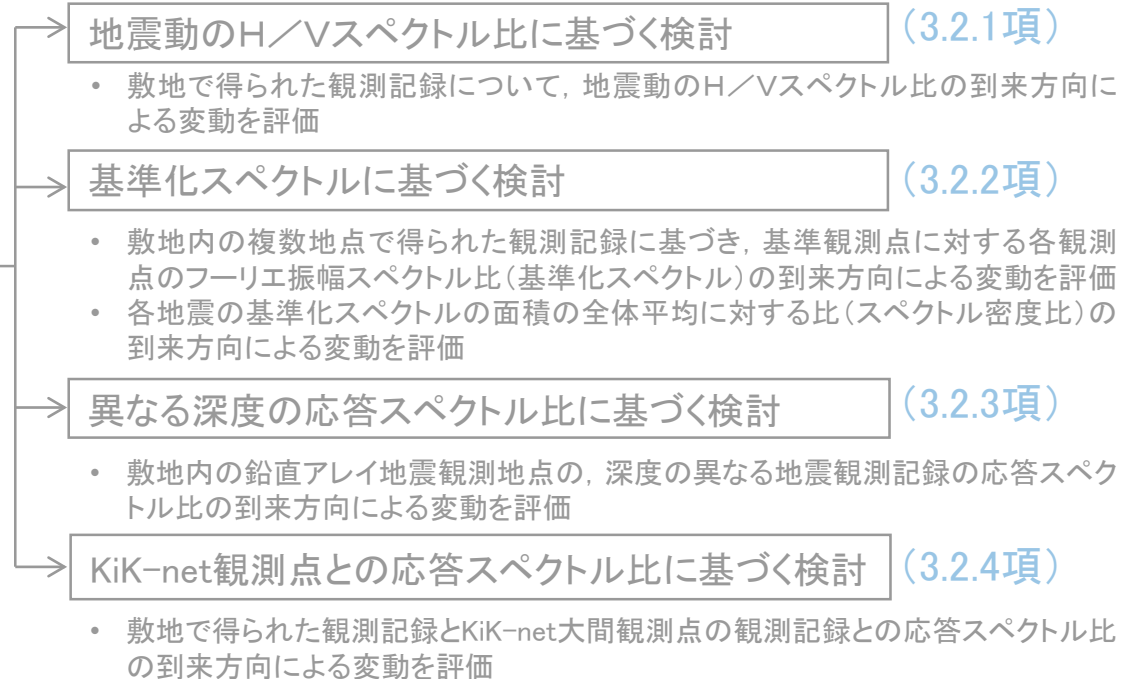 地震動のH／Vスペクトル比に基づく検討 （3.2.1項）
• 敷地で得られた観測記録について，地震動のH／Vスペクトル比の到来方向に
よる変動を評価
基準化スペクトルに基づく検討 （3.2.2項）
• 敷地内の複数地点で得られた観測記録に基づき，基準観測点に対する各観測
点のフーリエ振幅スペクトル比（基準化スペクトル）の到来方向による変動を評価
• 各地震の基準化スペクトルの面積の全体平均に対する比（スペクトル密度比）の
到来方向による変動を評価
異なる深度の応答スペクトル比に基づく検討 （3.2.3項）
• 敷地内の鉛直アレイ地震観測地点の，深度の異なる地震観測記録の応答スペク
トル比の到来方向による変動を評価
KiK-net観測点との応答スペクトル比に基づく検討 （3.2.4項）
• 敷地で得られた観測記録とKiK-net大間観測点の観測記録との応答スペクトル比
の到来方向による変動を評価